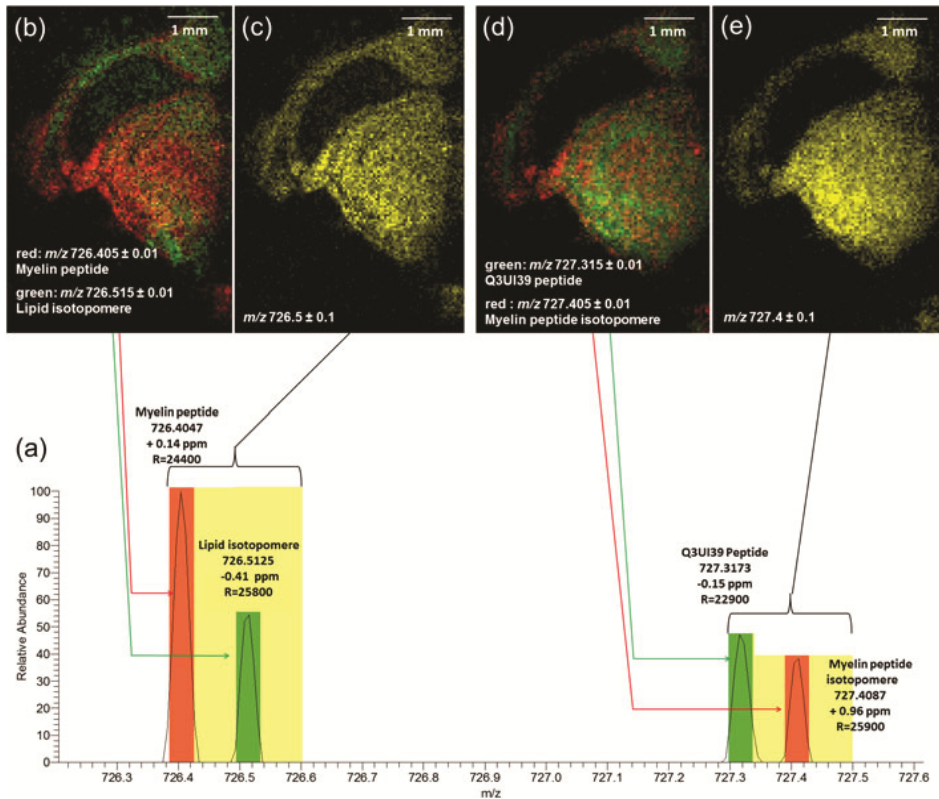 (b)
1 mm
(c)
(d)
1 mm
(e)
red: m/z 726.405 ± 0.01
Myelin peptide
green: m/z 726.515 ± 0.01
Lipid isotopomere
m/z 726.5 ± 0.1
green: m/z 727.315 ± 0.01
Q3UI39 peptide
red : m/z 727.405 ± 0.01
Myelin peptide isotopomere
m/z 727.4 ± 0.1
(a)
Myelin peptide
726.4047
+ 0.14 ppm
R=24400
Lipid isotopomere
726.5125
-0.41 ppm
R=25800
Q3UI39 Peptide
727.3173
-0.15 ppm
R=22900
Myelin peptide
isotopomere
727.4087
+ 0.96 ppm
R=25900
Relative Abundance
100
90
80
70
60
50
40
30
20
10
0
726.3 726.4 726.5 726.6 726.7 726.8 726.9 727.0 727.1 727.2 727.3 727.4 727.5 727.6
m/z